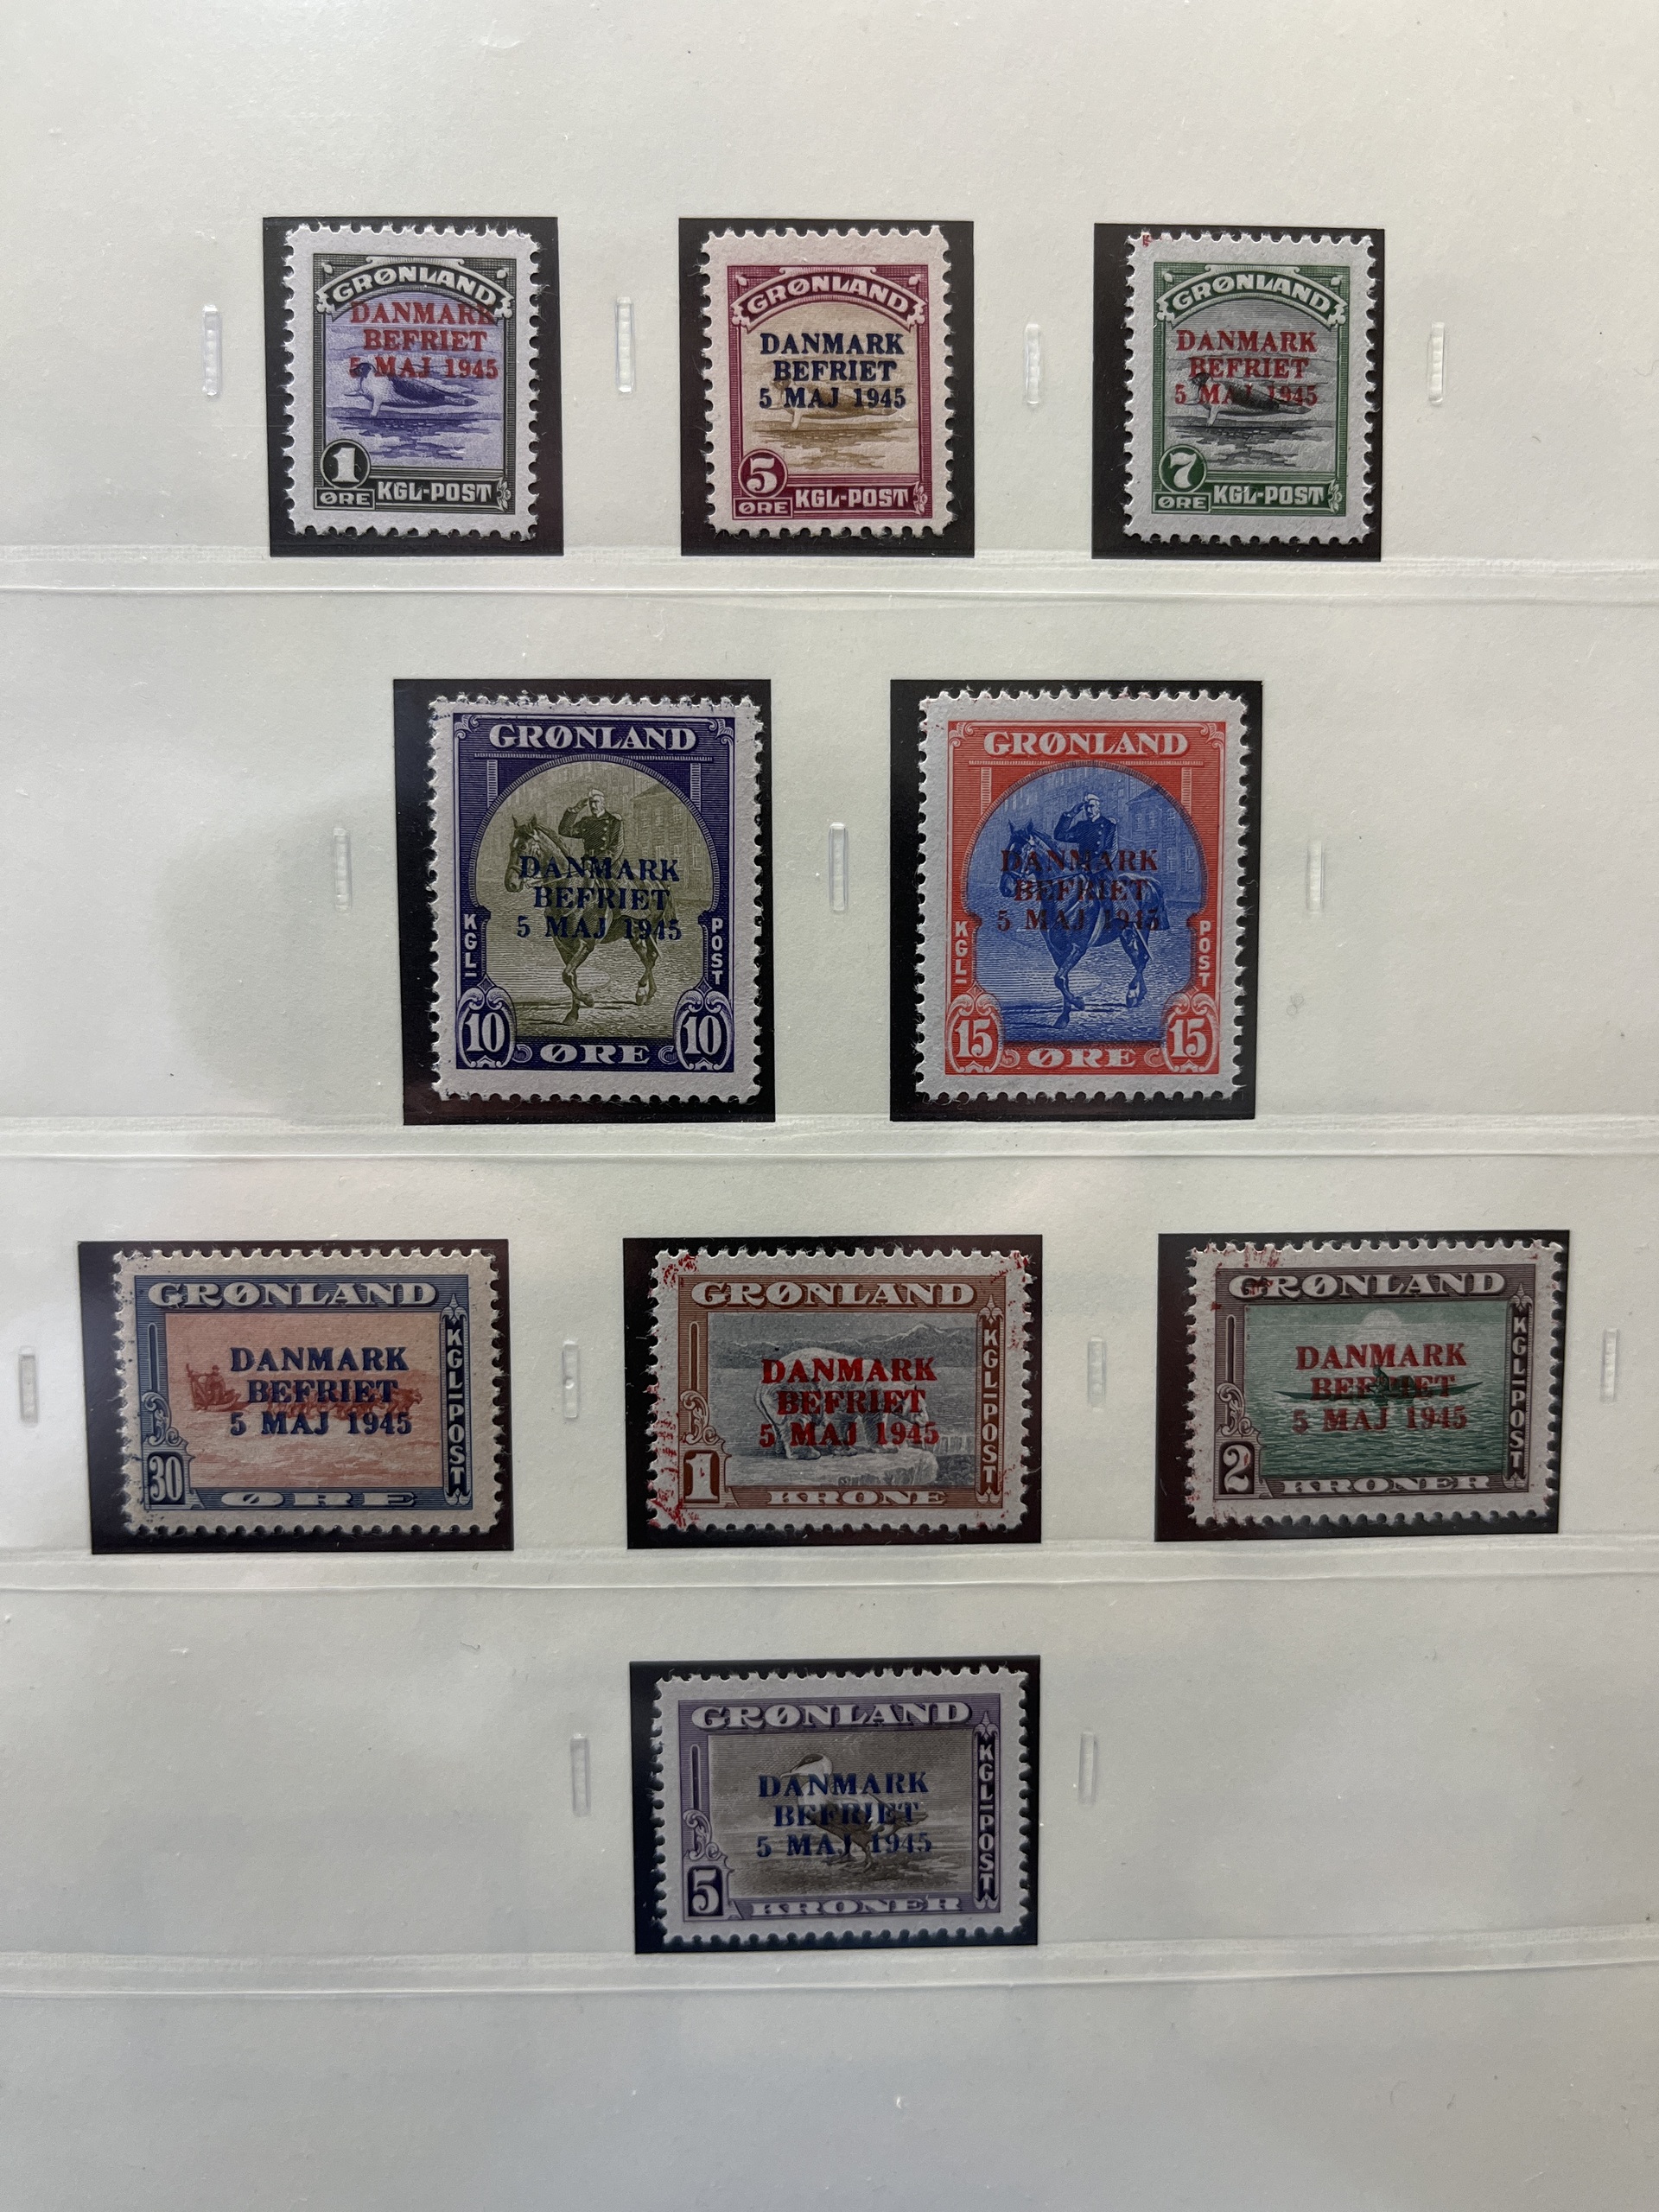 GRØNLAND
DANMARK
BEFRIET
5 MAJ 1945
1
ØRE KGL-POST
GRØNLAND
DANMARK
BEFRIET
5 MAJ 1945
5
ØRE KGL-POST
GRØNLAND
DANMARK
BEFRIET
5 MAJ 1945
7
ØRE KGL-POST
GRØNLAND
DANMARK
BEFRIET
5 MAJ 1945
KGL-
POST
10 ØRE 10
GRØNLAND
DANMARK
BEFRIET
5 MAJ 1945
KGL-
POST
15 ØRE 15
GRØNLAND
DANMARK
BEFRIET
5 MAJ 1945
KGL-POST
30 ØRE
GRØNLAND
DANMARK
BEFRIET
5 MAJ 1945
KGL-POST
1 KRONE
GRØNLAND
DANMARK
BEFRIET
5 MAJ 1945
KGL-POST
2 KRONER
GRØNLAND
DANMARK
BEFRIET
5 MAJ 1945
KGL-POST
5 KRONER